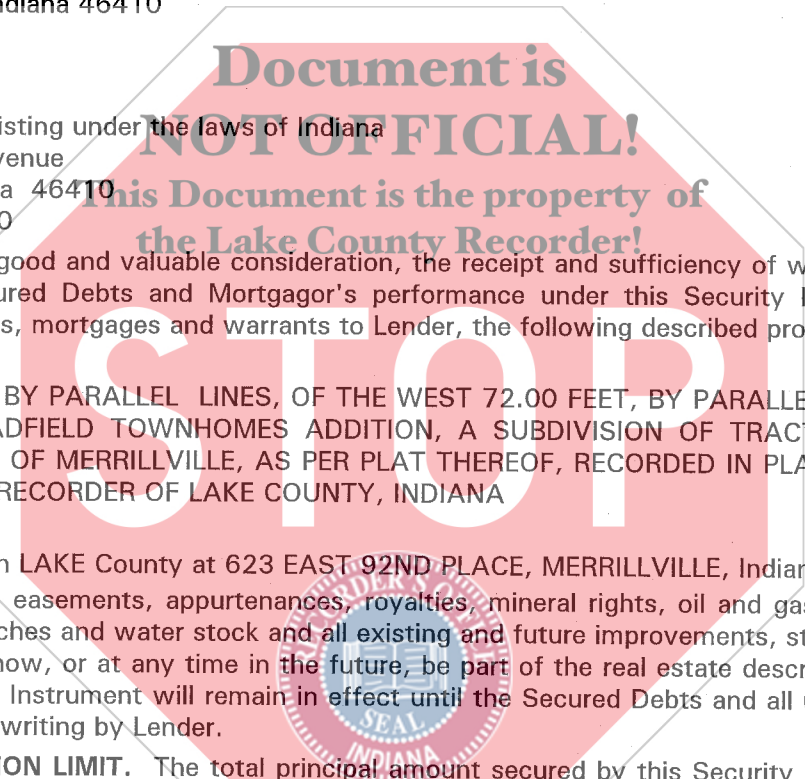 ndiana 46410
Document is
isting under the laws of Indiana
NOT OFFICIAL!
venue
a 46410
This Document is the property of
0
the Lake County Recorder!
good and valuable consideration, the receipt and sufficiency of w
ured Debts and Mortgagor's performance under this Security
s, mortgages and warrants to Lender, the following described pro
STOP
BY PARALLEL LINES, OF THE WEST 72.00 FEET, BY PARALLE
ADFIELD TOWNHOMES ADDITION, A SUBDIVISION OF TRACT
OF MERRILLVILLE, AS PER PLAT THEREOF, RECORDED IN PLA
RECORDER OF LAKE COUNTY, INDIANA
n LAKE County at 623 EAST 92ND PLACE, MERRILLVILLE, Indian
easements, appurtenances, royalties, mineral rights, oil and gas
ches and water stock and all existing and future improvements, st
now, or at any time in the future, be part of the real estate descr
Instrument will remain in effect until the Secured Debts and all
writing by Lender.
RECORDER'S OFFICE
SEAL
INDIANA
ION LIMIT. The total principal amount secured by this Security